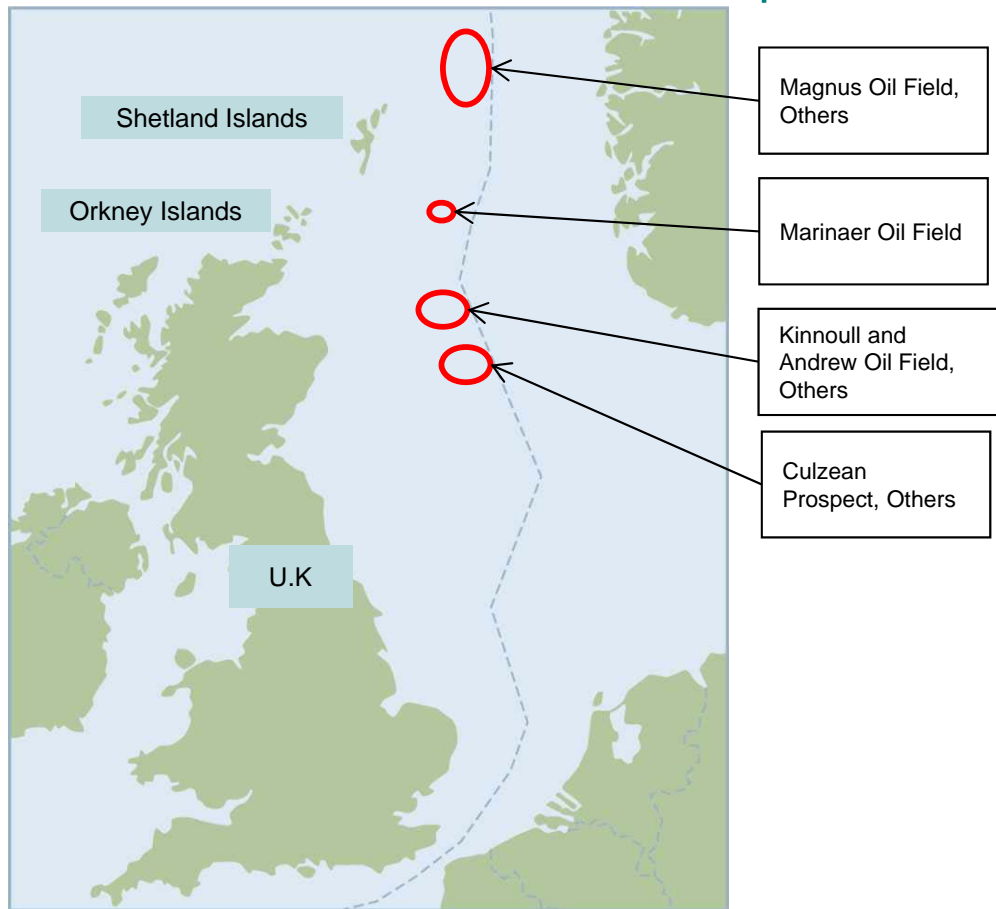 Shetland Islands
Orkney Islands
U.K
Magnus Oil Field,
Others
Marinaer Oil Field
Kinnoull and
Andrew Oil Field,
Others
Culzean
Prospect, Others